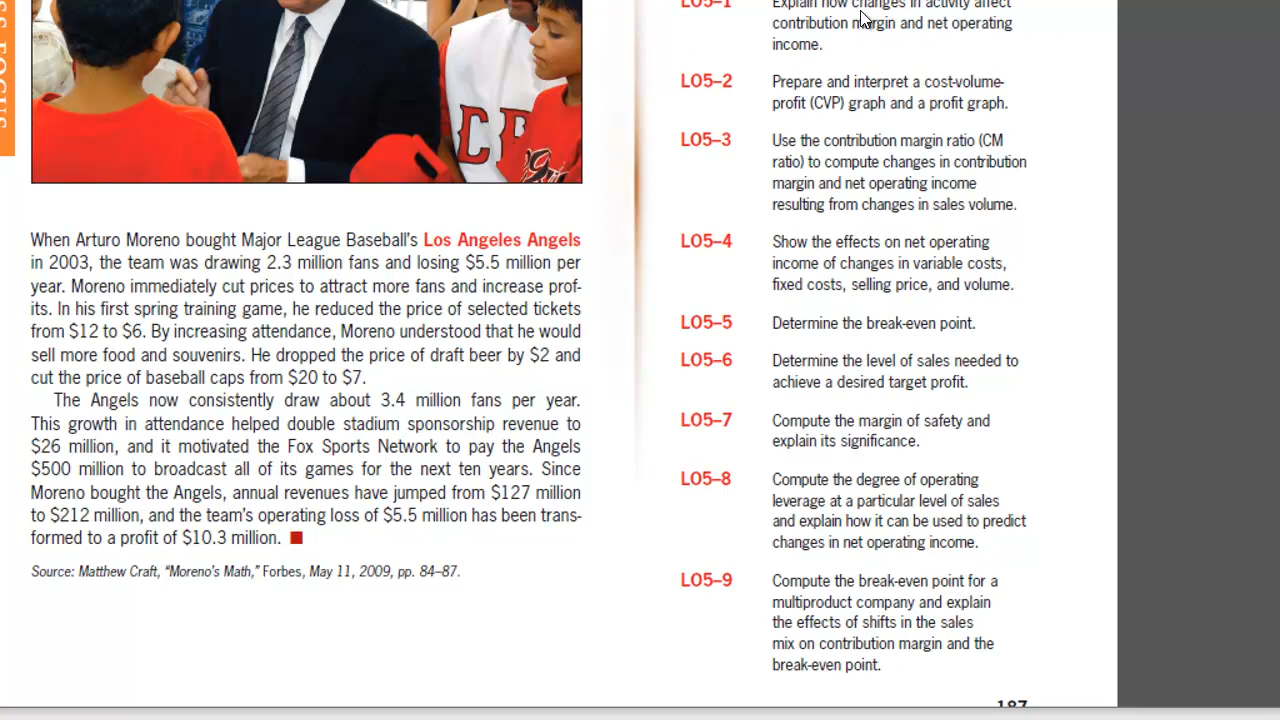 FOCUS
When Arturo Moreno bought Major League Baseball's Los Angeles Angels
in 2003, the team was drawing 2.3 million fans and losing $5.5 million per
year. Moreno immediately cut prices to attract more fans and increase prof-
its. In his first spring training game, he reduced the price of selected tickets
from $12 to $6. By increasing attendance, Moreno understood that he would
sell more food and souvenirs. He dropped the price of draft beer by $2 and
cut the price of baseball caps from $20 to $7.
The Angels now consistently draw about 3.4 million fans per year.
This growth in attendance helped double stadium sponsorship revenue to
$26 million, and it motivated the Fox Sports Network to pay the Angels
$500 million to broadcast all of its games for the next ten years. Since
Moreno bought the Angels, annual revenues have jumped from $127 million
to $212 million, and the team's operating loss of $5.5 million has been trans-
formed to a profit of $10.3 million.
Source: Matthew Craft, "Moreno's Math," Forbes, May 11, 2009, pp. 84–87.
LO5–1 Explain how changes in activity affect
contribution margin and net operating
income.
LO5–2 Prepare and interpret a cost-volume-
profit (CVP) graph and a profit graph.
LO5–3 Use the contribution margin ratio (CM
ratio) to compute changes in contribution
margin and net operating income
resulting from changes in sales volume.
LO5–4 Show the effects on net operating
income of changes in variable costs,
fixed costs, selling price, and volume.
LO5–5 Determine the break-even point.
LO5–6 Determine the level of sales needed to
achieve a desired target profit.
LO5–7 Compute the margin of safety and
explain its significance.
LO5–8 Compute the degree of operating
leverage at a particular level of sales
and explain how it can be used to predict
changes in net operating income.
LO5–9 Compute the break-even point for a
multiproduct company and explain
the effects of shifts in the sales
mix on contribution margin and the
break-even point.
187